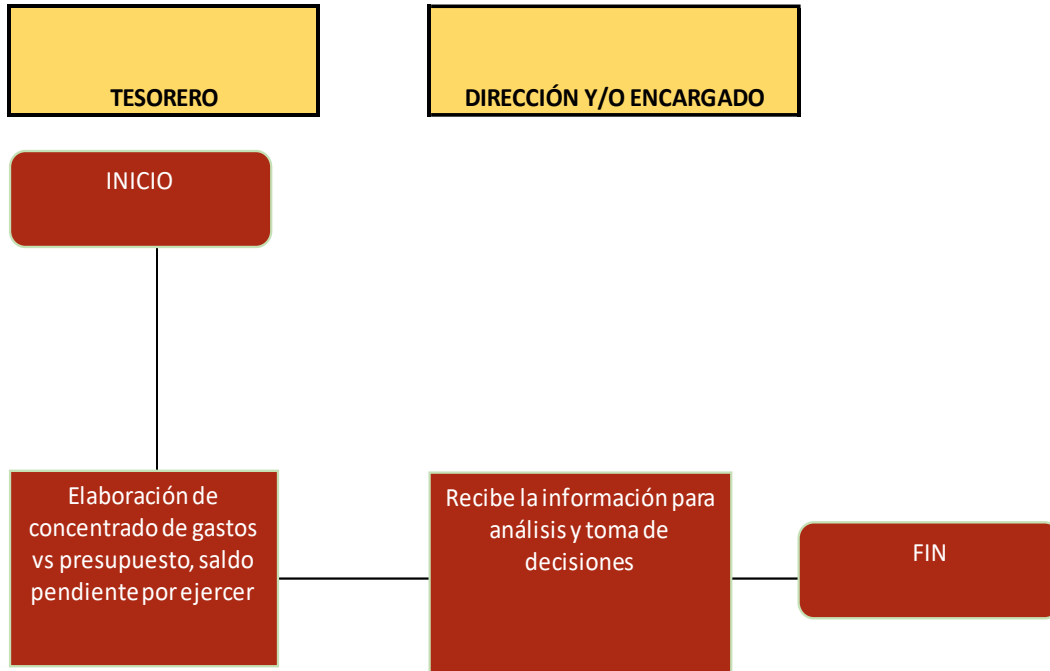 TESORERO
DIRECCIÓN Y/O ENCARGADO
INICIO
Elaboración de
concentrado de gastos
vs presupuesto, saldo
pendiente por ejercer
Recibe la información para
análisis y toma de
decisiones
FIN